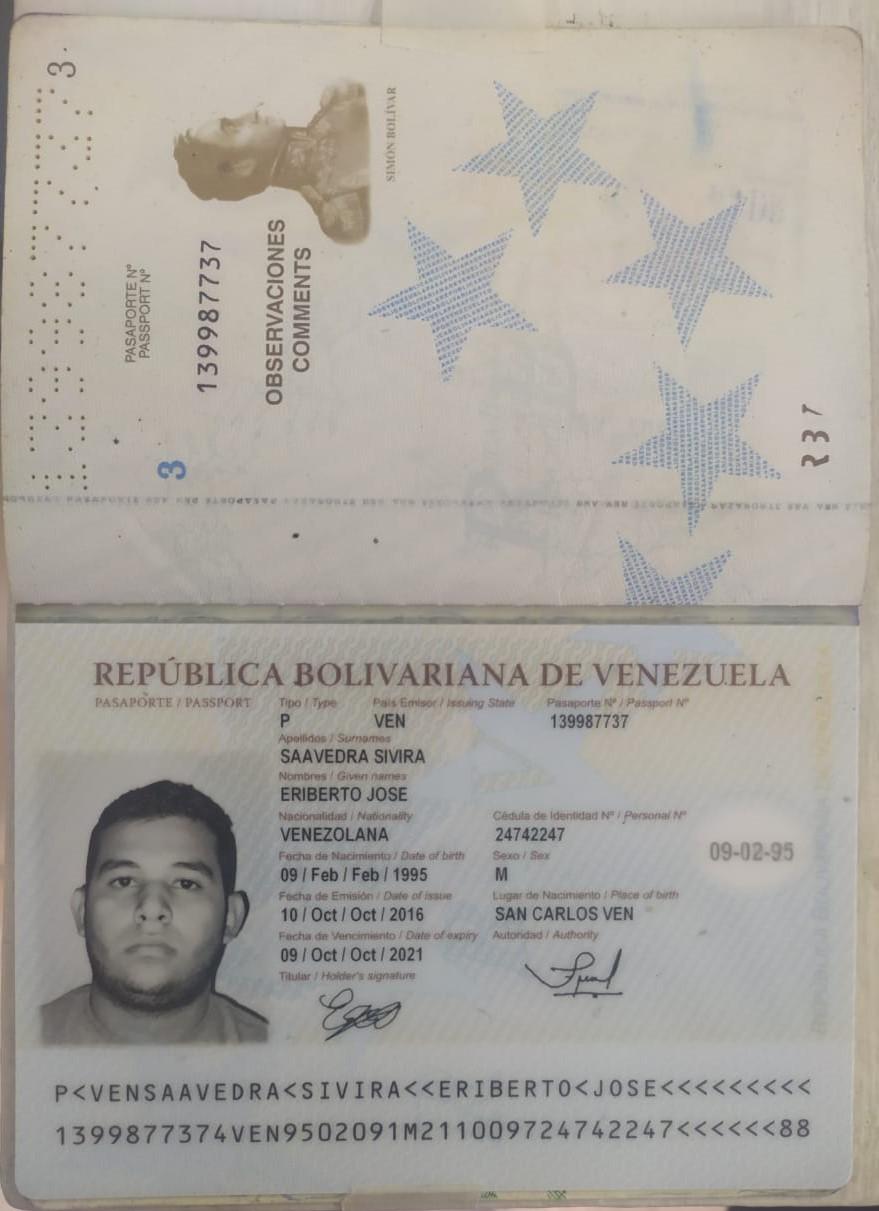 3
PASAPORTE Nº
PASSPORT Nº
139987737
OBSERVACIONES
COMMENTS
SIMÓN BOLÍVAR
3
REPÚBLICA BOLIVARIANA DE VENEZUELA
PASAPORTE / PASSPORT Tipo / Type País Emisor / Issuing State Pasaporte Nº / Passport Nº
P VEN 139987737
Apellidos / Surnames
SAAVEDRA SIVIRA
Nombres / Given names
ERIBERTO JOSE
Nacionalidad / Nationality Cédula de Identidad Nº / Personal Nº
VENEZOLANA 24742247
09-02-95
Fecha de Nacimiento / Date of birth Sexo / Sex
09 / Feb / Feb / 1995 M
Fecha de Emisión / Date of issue Lugar de Nacimiento / Place of birth
10 / Oct / Oct / 2016 SAN CARLOS VEN
Fecha de Vencimiento / Date of expiry Autoridad / Authority
09 / Oct / Oct / 2021
Titular / Holder's signature
P<VENSAAVEDRA<SIVIRA<<ERIBERTO<JOSE<<<<<<<<<
1399877374VEN9502091M211009724742247<<<<<<88